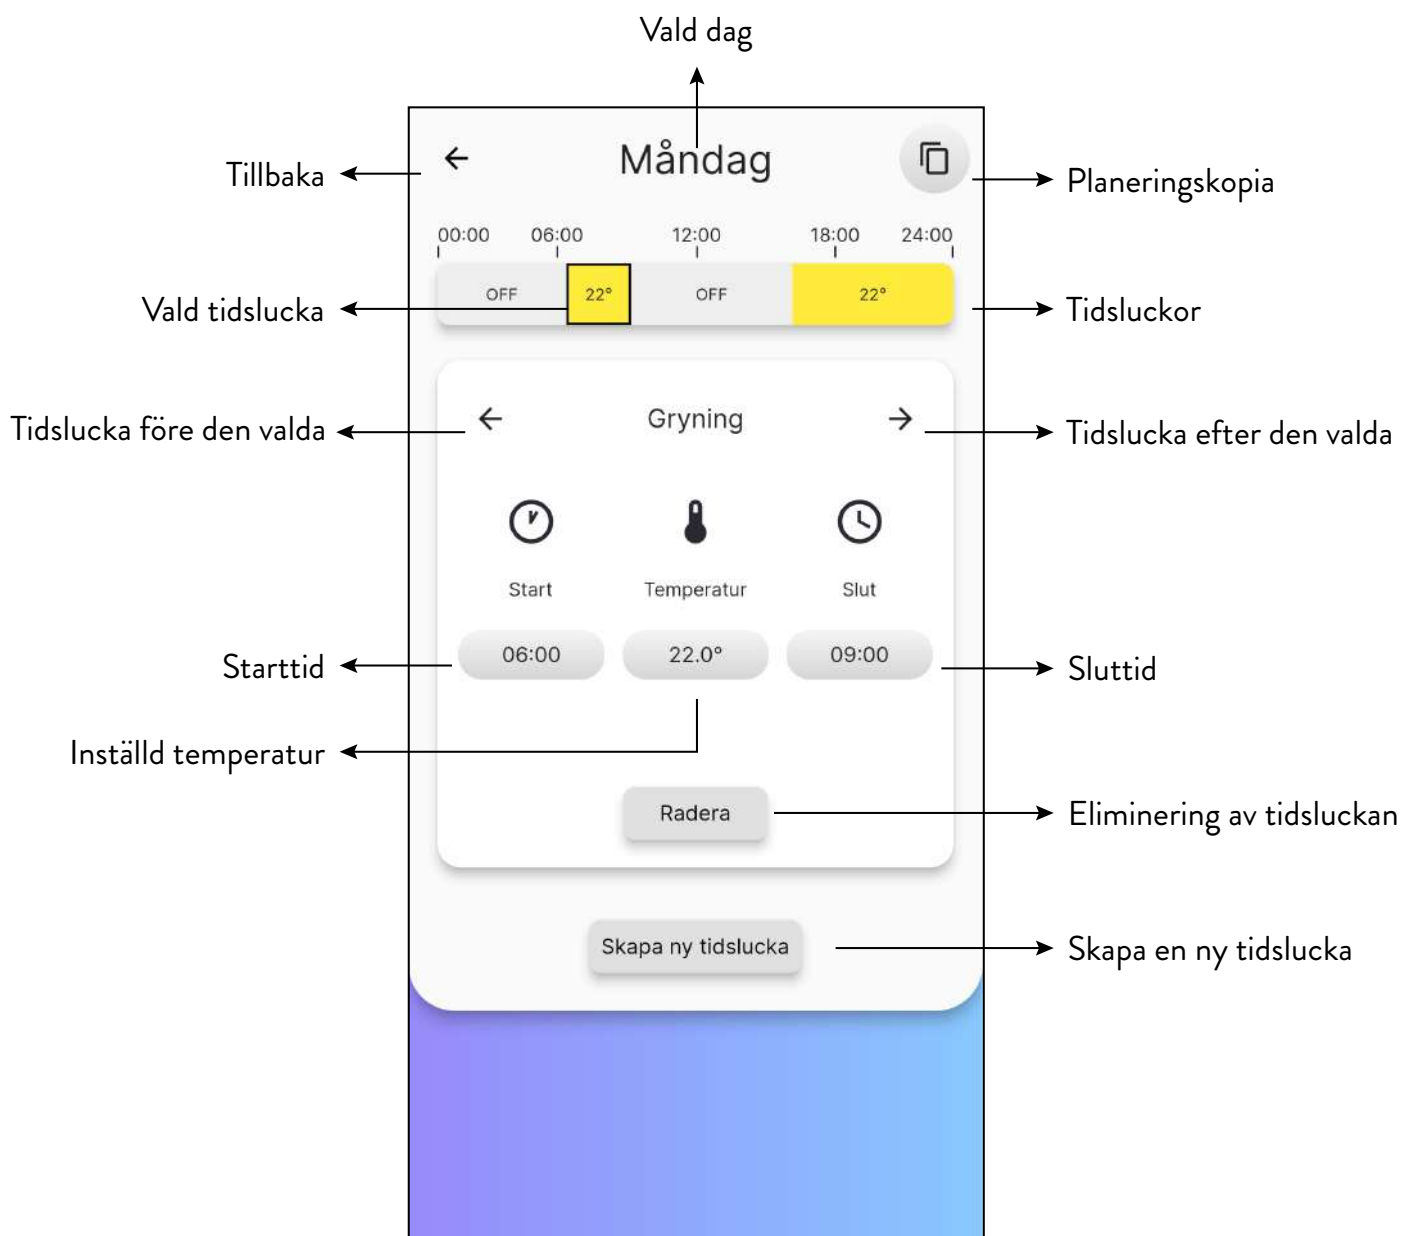 Vald dag
Tillbaka
Måndag
Planeringskopia
00:00 06:00 12:00 18:00 24:00
OFF 22° OFF 22°
Vald tidslucka
Tidsluckor
Tidslucka före den valda
Gryning
Tidslucka efter den valda
Start Temperatur Slut
Starttid
06:00 22.0° 09:00
Sluttid
Inställd temperatur
Radera
Eliminering av tidsluckan
Skapa ny tidslucka
Skapa en ny tidslucka